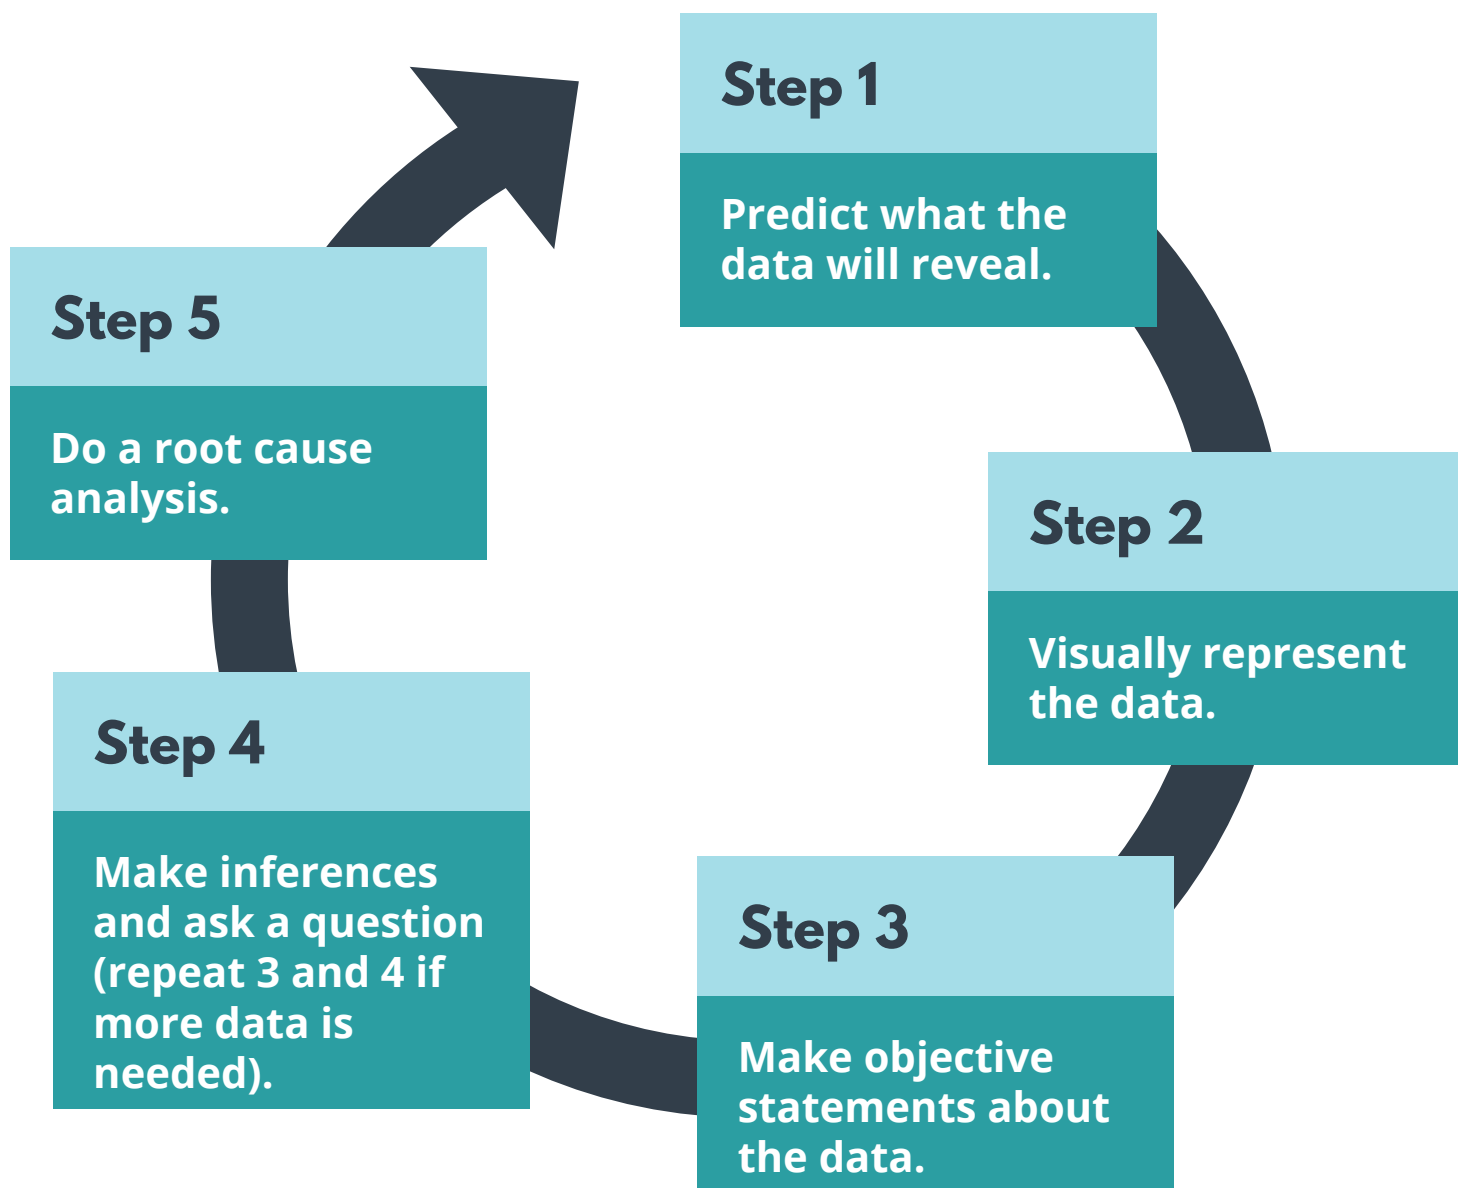 Step 1
Predict what the
data will reveal.
Step 2
Visually represent
the data.
Step 3
Make objective
statements about
the data.
Step 4
Make inferences
and ask a question
(repeat 3 and 4 if
more data is
needed).
Step 5
Do a root cause
analysis.